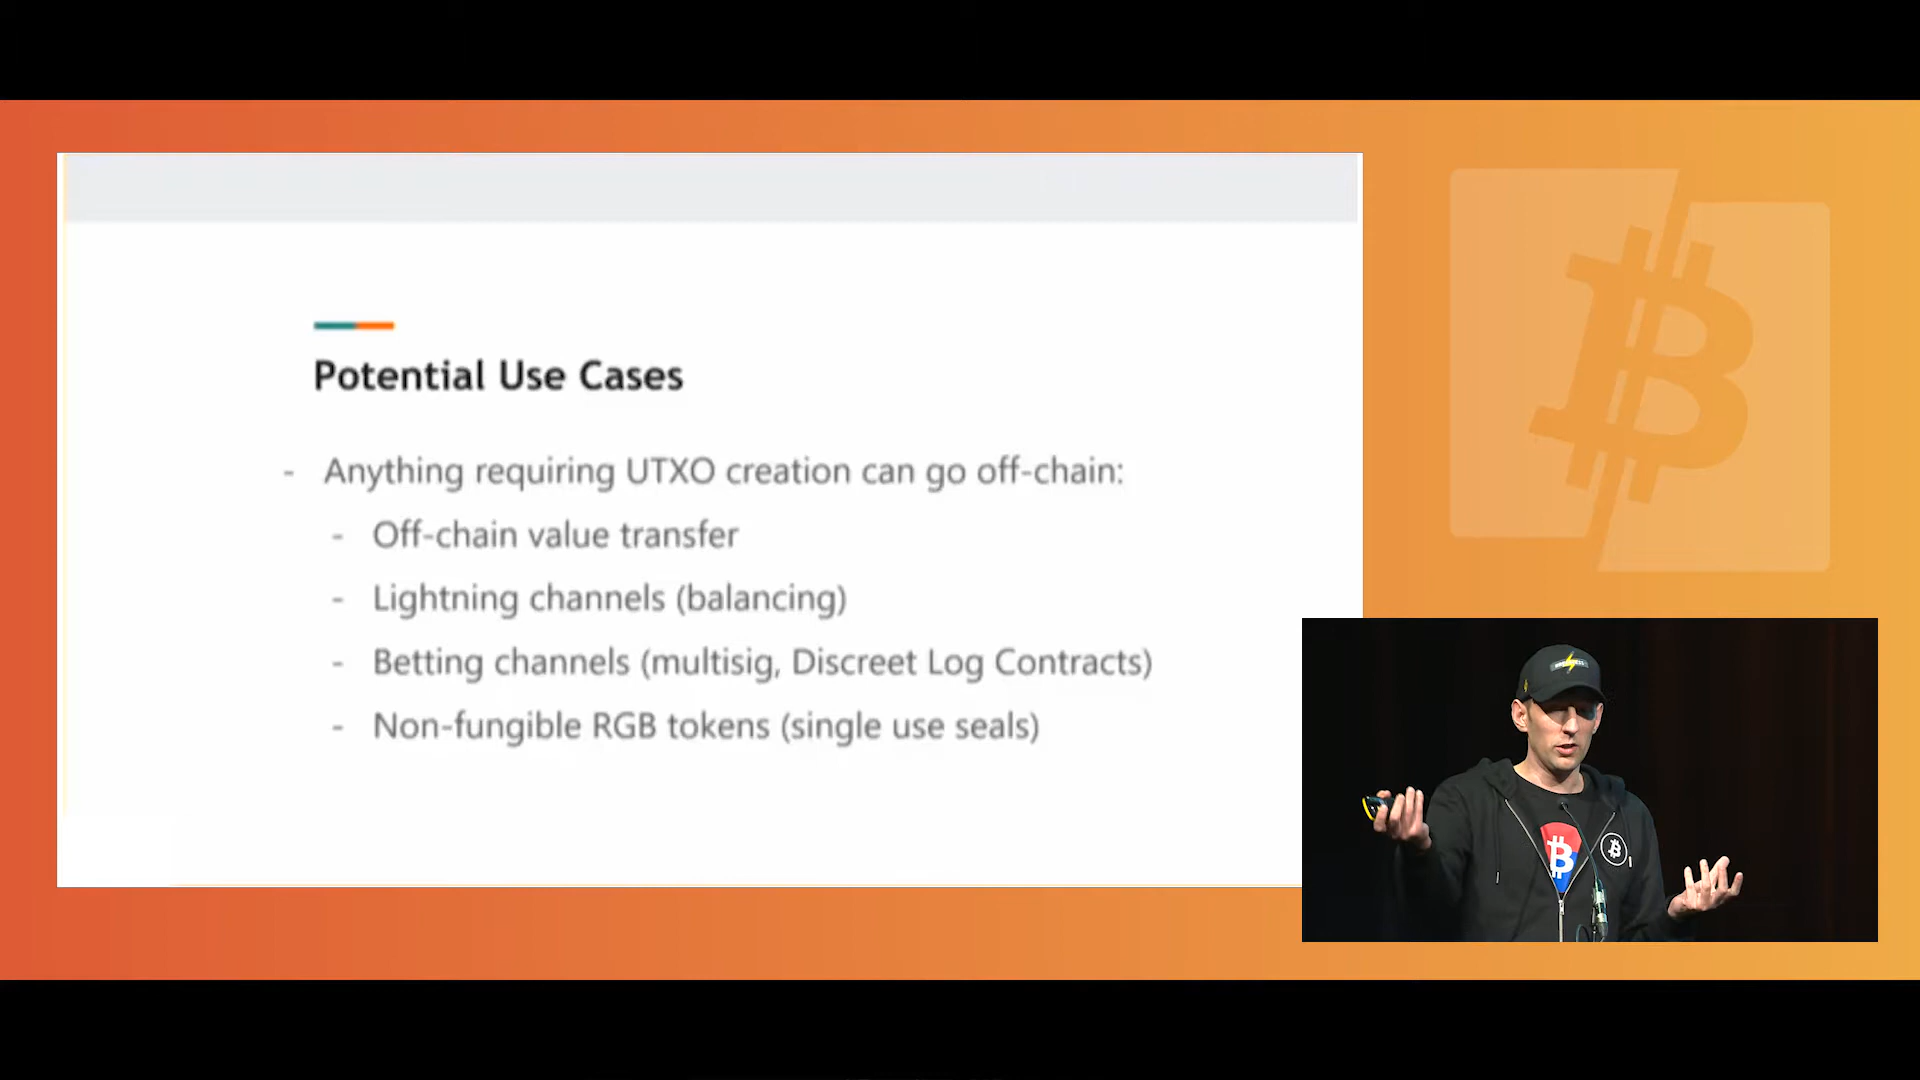 Potential Use Cases
- Anything requiring UTXO creation can go off-chain:
- Off-chain value transfer
- Lightning channels (balancing)
- Betting channels (multisig, Discreet Log Contracts)
- Non-fungible RGB tokens (single use seals)